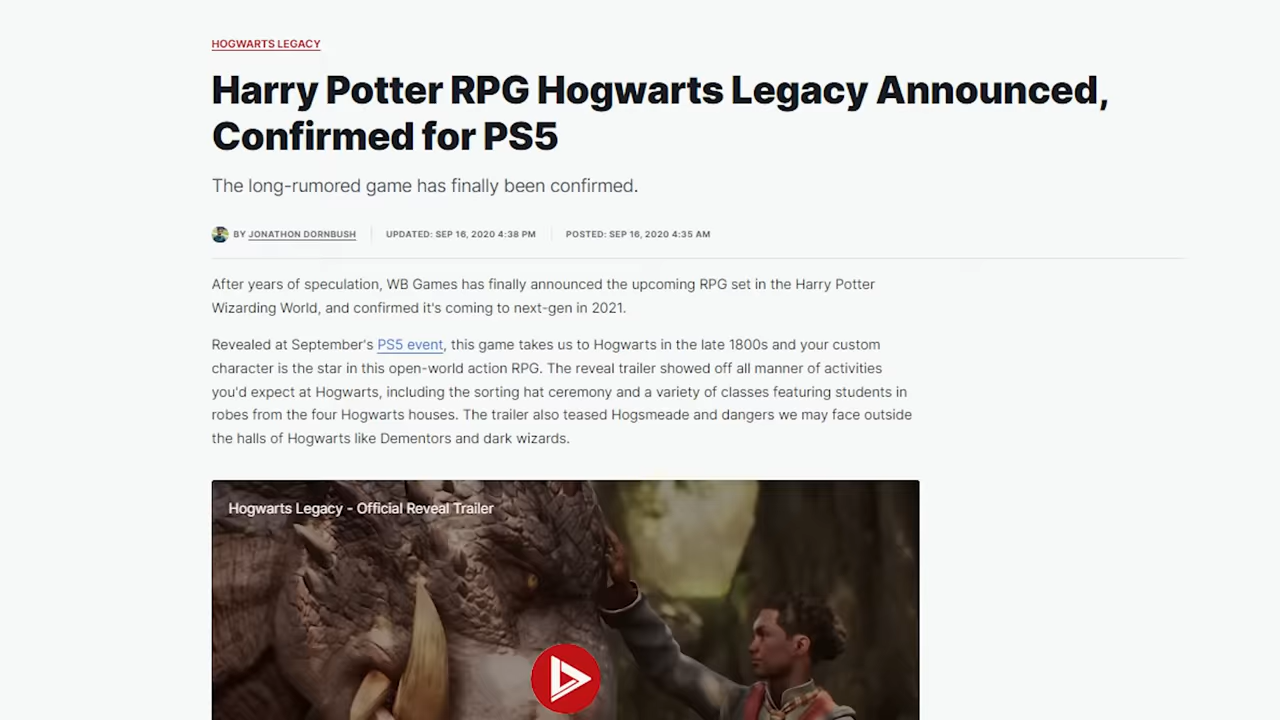 HOGWARTS LEGACY
Harry Potter RPG Hogwarts Legacy Announced,
Confirmed for PS5
The long-rumored game has finally been confirmed.
BY JONATHON DORNBUSH UPDATED: SEP 16, 2020 4:38 PM POSTED: SEP 16, 2020 4:35 AM
After years of speculation, WB Games has finally announced the upcoming RPG set in the Harry Potter
Wizarding World, and confirmed it's coming to next-gen in 2021.
Revealed at September's PS5 event, this game takes us to Hogwarts in the late 1800s and your custom
character is the star in this open-world action RPG. The reveal trailer showed off all manner of activities
you'd expect at Hogwarts, including the sorting hat ceremony and a variety of classes featuring students in
robes from the four Hogwarts houses. The trailer also teased Hogsmeade and dangers we may face outside
the halls of Hogwarts like Dementors and dark wizards.
Hogwarts Legacy - Official Reveal Trailer